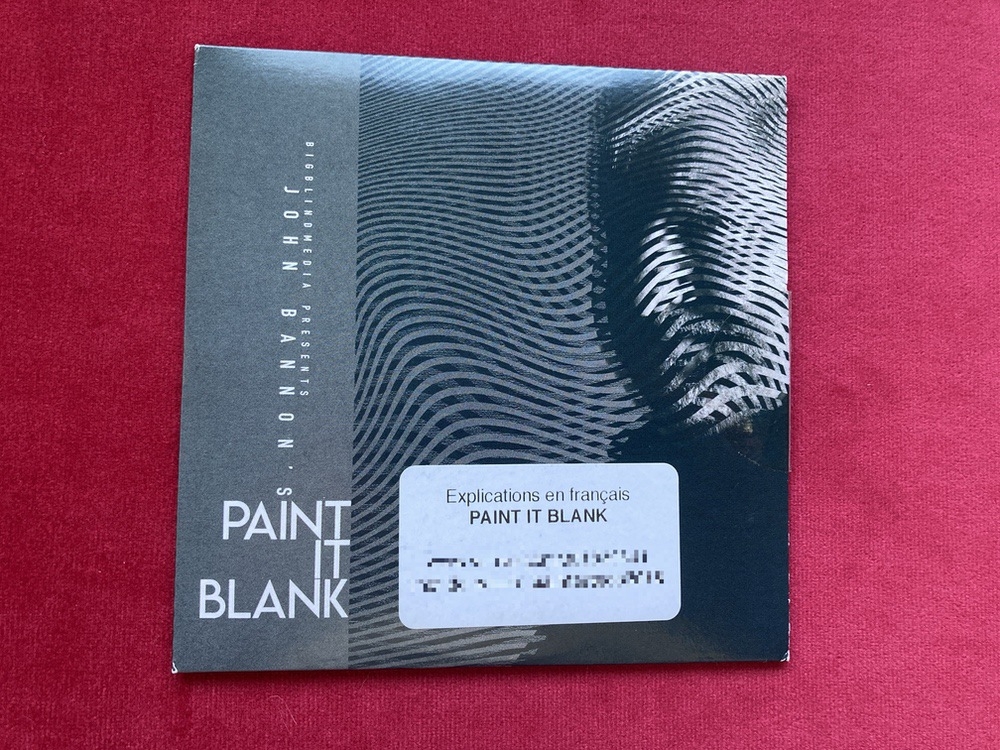 BIGBLINDMEDIA PRESENTS
JOHN BANNON'S
PAINT
IT
BLANK
Explications en français
PAINT IT BLANK